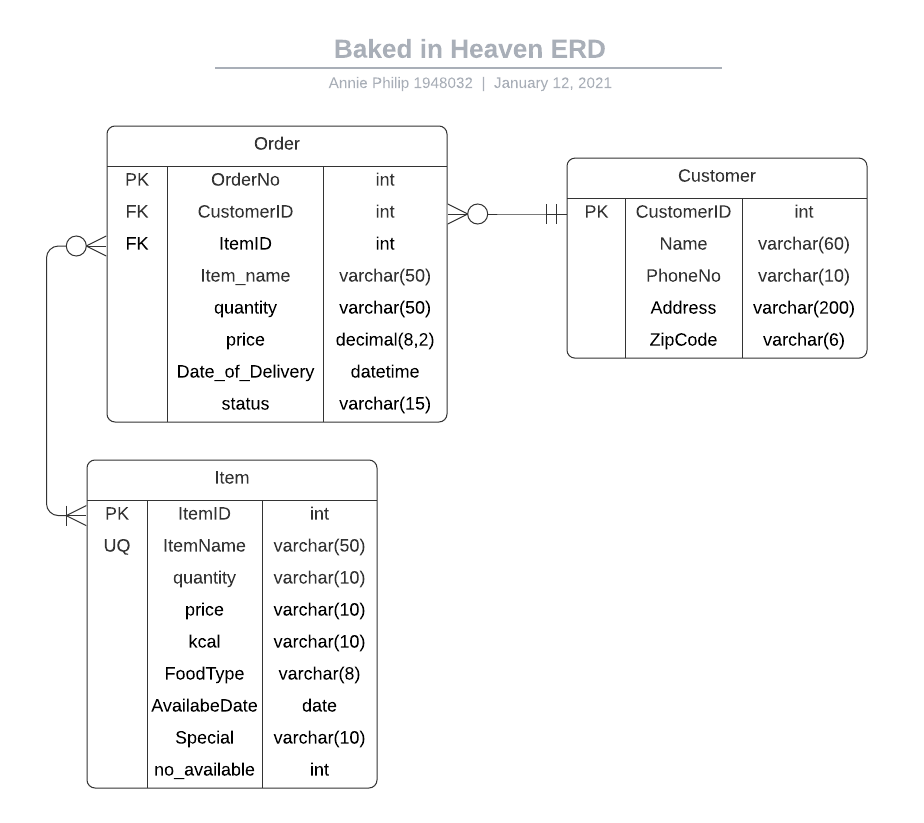 Baked in Heaven ERD
Annie Philip 1948032 | January 12, 2021
Order
PK OrderNo int
FK CustomerID int
FK ItemID int
Item_name varchar(50)
quantity varchar(50)
price decimal(8,2)
Date_of_Delivery datetime
status varchar(15)
Customer
PK CustomerID int
Name varchar(60)
PhoneNo varchar(10)
Address varchar(200)
ZipCode varchar(6)
Item
PK ItemID int
UQ ItemName varchar(50)
quantity varchar(10)
price varchar(10)
kcal varchar(10)
FoodType varchar(8)
AvailabeDate date
Special varchar(10)
no_available int